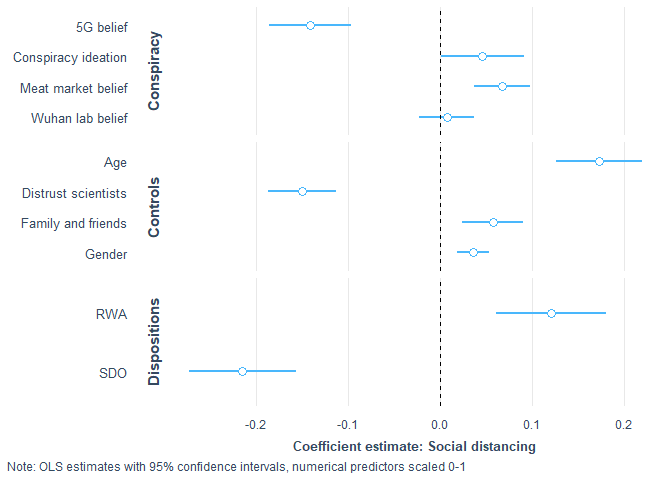 Conspiracy
5G belief
Conspiracy ideation
Meat market belief
Wuhan lab belief
Controls
Age
Distrust scientists
Family and friends
Gender
Dispositions
RWA
SDO
-0.2 -0.1 0.0 0.1 0.2
Coefficient estimate: Social distancing
Note: OLS estimates with 95% confidence intervals, numerical predictors scaled 0-1